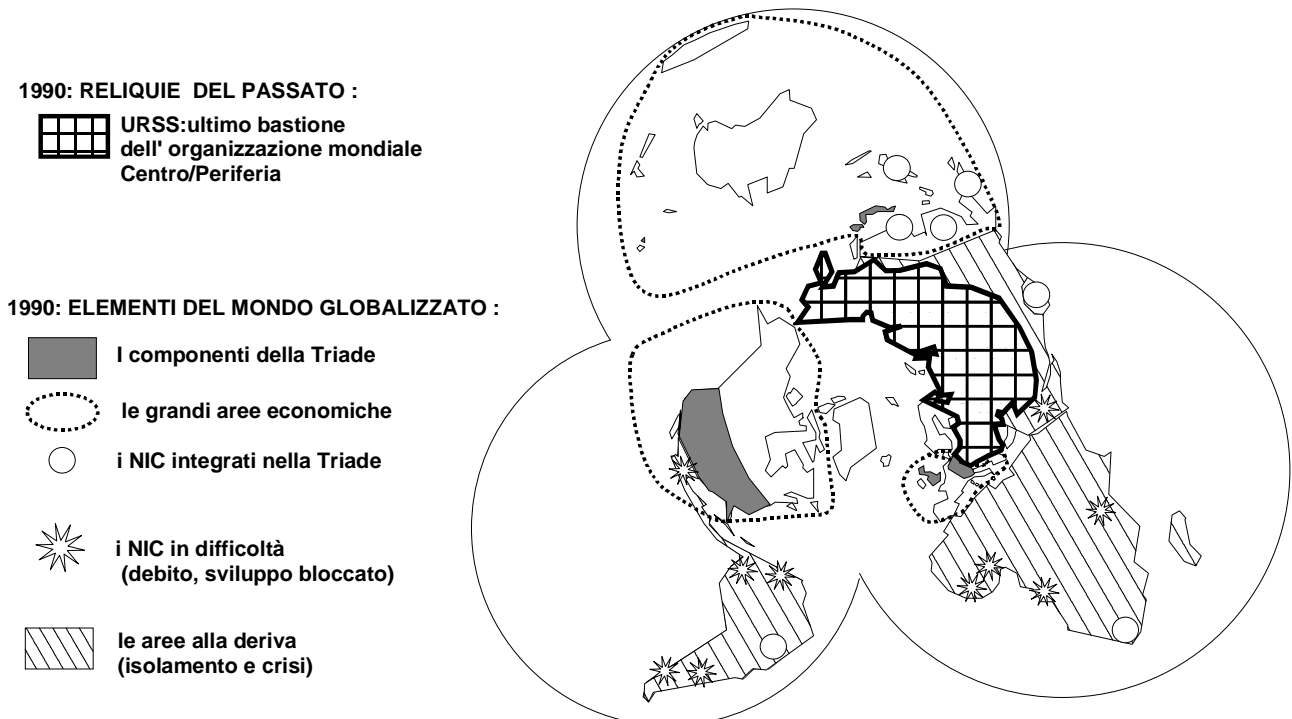 1990: RELIQUIE DEL PASSATO :
URSS:ultimo bastione
dell' organizzazione mondiale
Centro/Periferia
1990: ELEMENTI DEL MONDO GLOBALIZZATO :
I componenti della Triade
le grandi aree economiche
i NIC integrati nella Triade
i NIC in difficoltà
(debito, sviluppo bloccato)
le aree alla deriva
(isolamento e crisi)